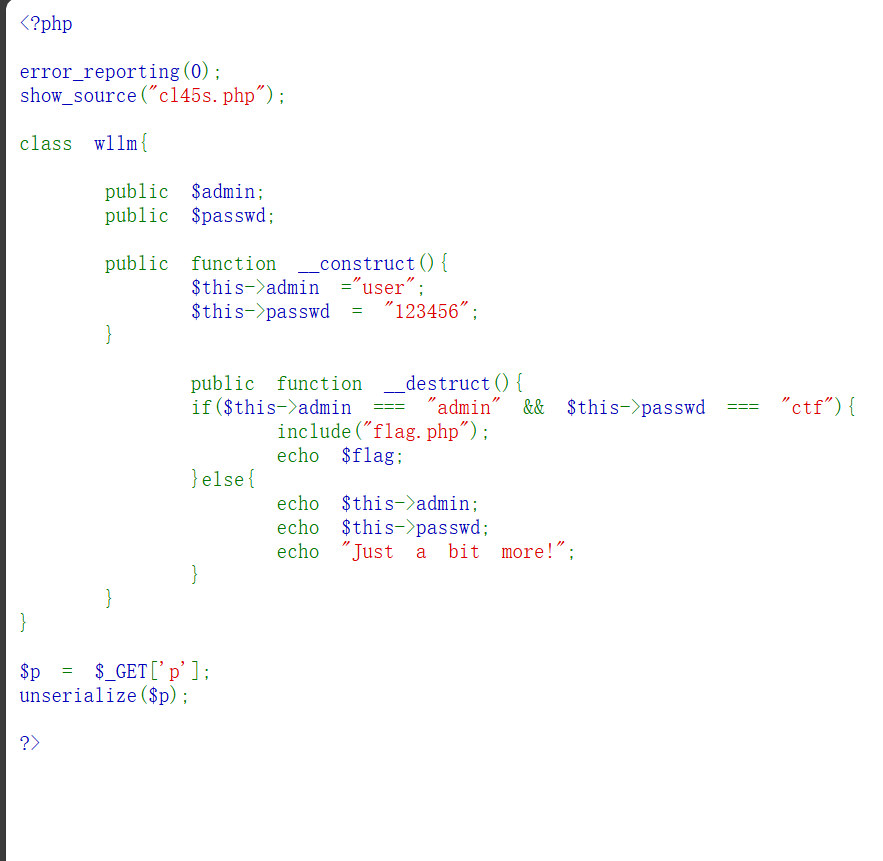 <?php
error_reporting(0);
show_source("cl45s.php");
class wllm{
public $admin;
public $passwd;
public function __construct(){
$this->admin ="user";
$this->passwd = "123456";
}
public function __destruct(){
if($this->admin === "admin" && $this->passwd === "ctf"){
include("flag.php");
echo $flag;
}else{
echo $this->admin;
echo $this->passwd;
echo "Just a bit more!";
}
}
}
$p = $_GET['p'];
unserialize($p);
?>